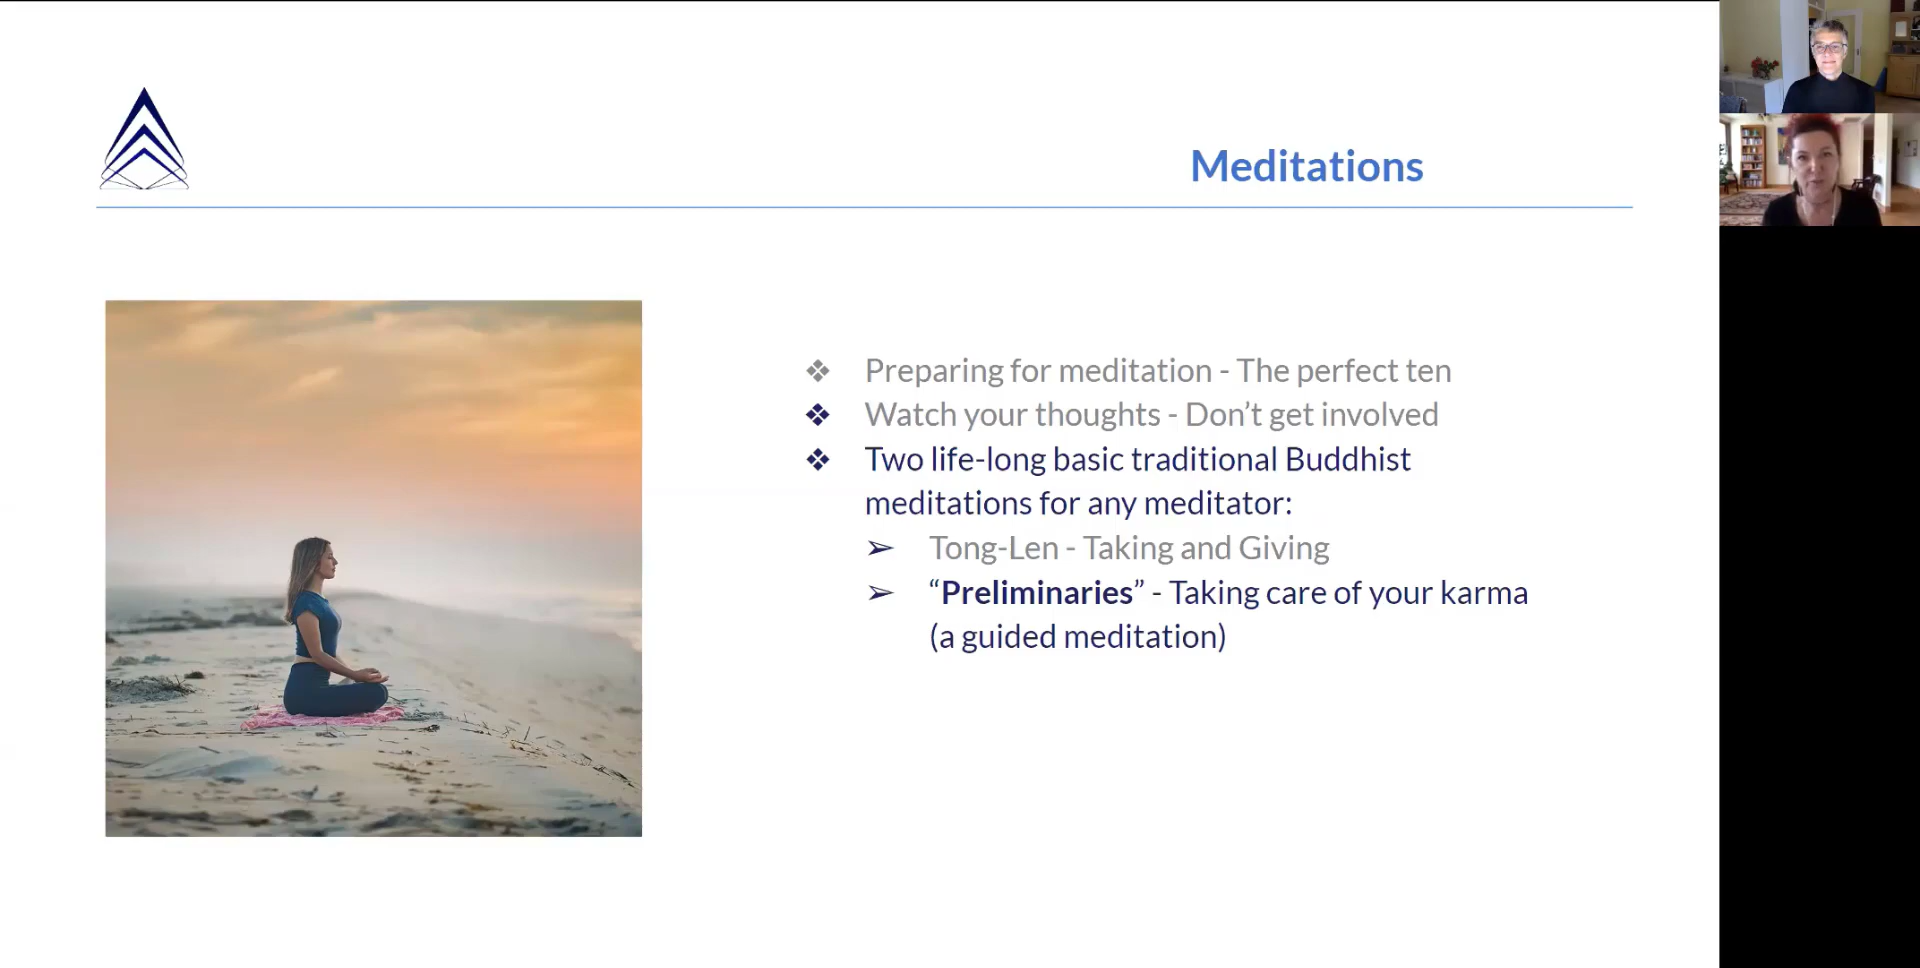 Meditations
Preparing for meditation - The perfect ten
Watch your thoughts - Don’t get involved
Two life-long basic traditional Buddhist
meditations for any meditator:
Tong-Len - Taking and Giving
“Preliminaries” - Taking care of your karma
(a guided meditation)